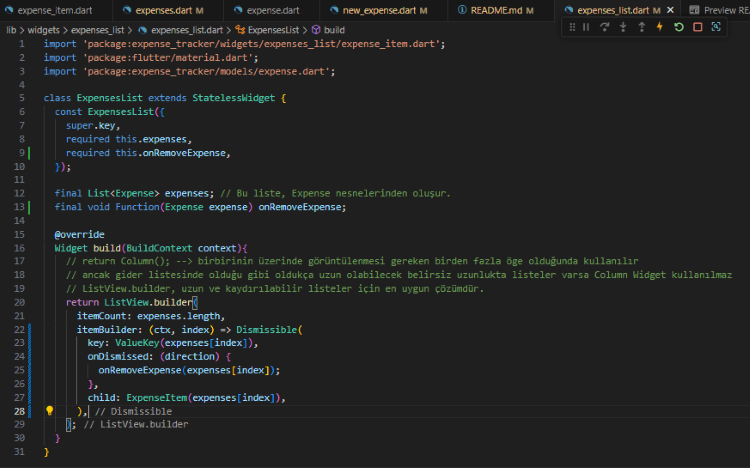 expense_item.dart expenses.dart M expense.dart new_expense.dart M README.md M expenses_list.dart M Preview RE
lib > widgets > expenses_list > expenses_list.dart > ExpensesList > build
1 import 'package:expense_tracker/widgets/expenses_list/expense_item.dart';
2 import 'package:flutter/material.dart';
3 import 'package:expense_tracker/models/expense.dart';
4
5 class ExpensesList extends StatelessWidget {
6 const ExpensesList({
7 super.key,
8 required this.expenses,
9 required this.onRemoveExpense,
10 });
11
12 final List<Expense> expenses; // Bu liste, Expense nesnelerinden oluşur.
13 final void Function(Expense expense) onRemoveExpense;
14
15 @override
16 Widget build(BuildContext context){
17 // return Column(); --> birbirinin üzerinde görüntülenmesi gereken birden fazla öge olduğunda kullanılır
18 // ancak gider listesinde olduğu gibi oldukça uzun olabilecek belirsiz uzunlukta listeler varsa Column Widget kullanılmaz
19 // ListView.builder, uzun ve kaydırılabilir listeler için en uygun çözümdür.
20 return ListView.builder(
21 itemCount: expenses.length,
22 itemBuilder: (ctx, index) => Dismissible(
23 key: ValueKey(expenses[index]),
24 onDismissed: (direction) {
25 onRemoveExpense(expenses[index]);
26 },
27 child: ExpenseItem(expenses[index]),
28 ), // Dismissible
29 ); // ListView.builder
30 }
31 }